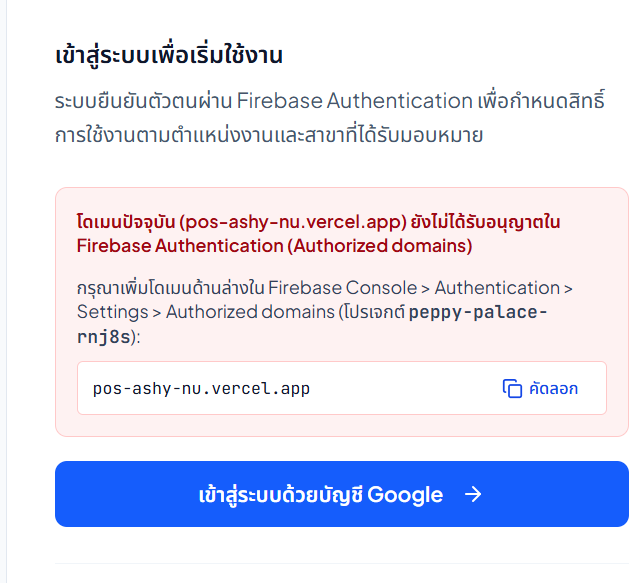 เข้าสู่ระบบเพื่อเริ่มใช้งาน
ระบบยืนยันตัวตนผ่าน Firebase Authentication เพื่อกำหนดสิทธิ์
การใช้งานตามตำแหน่งงานและสาขาที่ได้รับมอบหมาย
โดเมนปัจจุบัน (pos-ashy-nu.vercel.app) ยังไม่ได้รับอนุญาตใน
Firebase Authentication (Authorized domains)
กรุณาเพิ่มโดเมนด้านล่างใน Firebase Console > Authentication >
Settings > Authorized domains (โปรเจกต์ peppy-palace-
rnj8s):
pos-ashy-nu.vercel.app คัดลอก
เข้าสู่ระบบด้วยบัญชี Google →